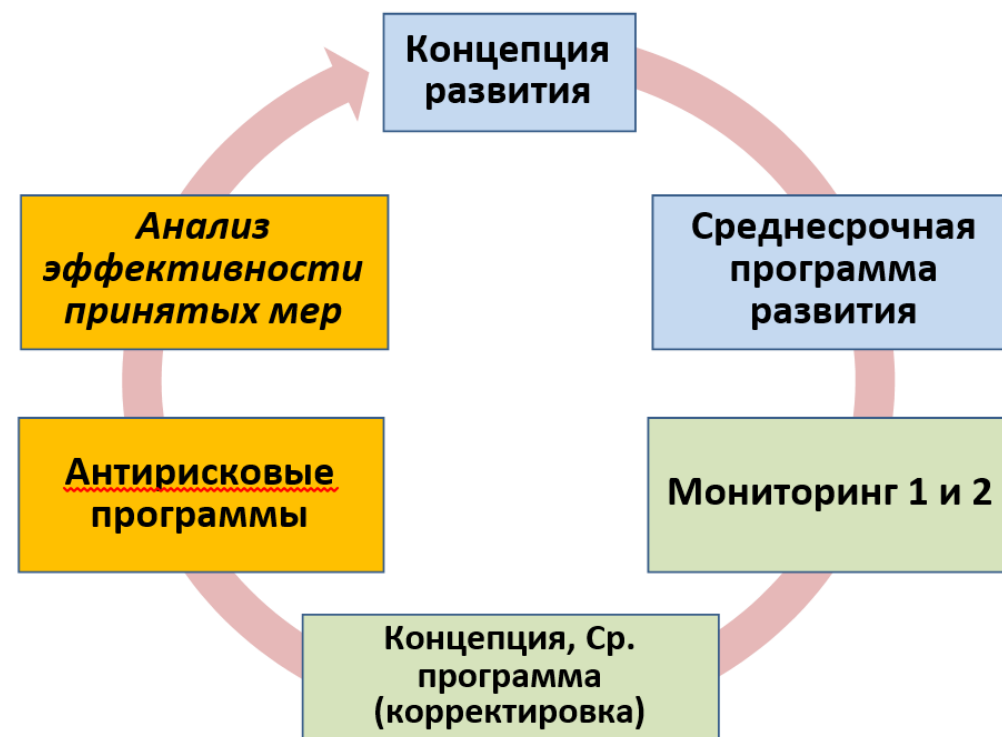 Концепция
развития
Среднесрочная
программа
развития
Мониторинг 1 и 2
Концепция, Ср.
программа
(корректировка)
Антирисковые
программы
Анализ
эффективности
принятых мер